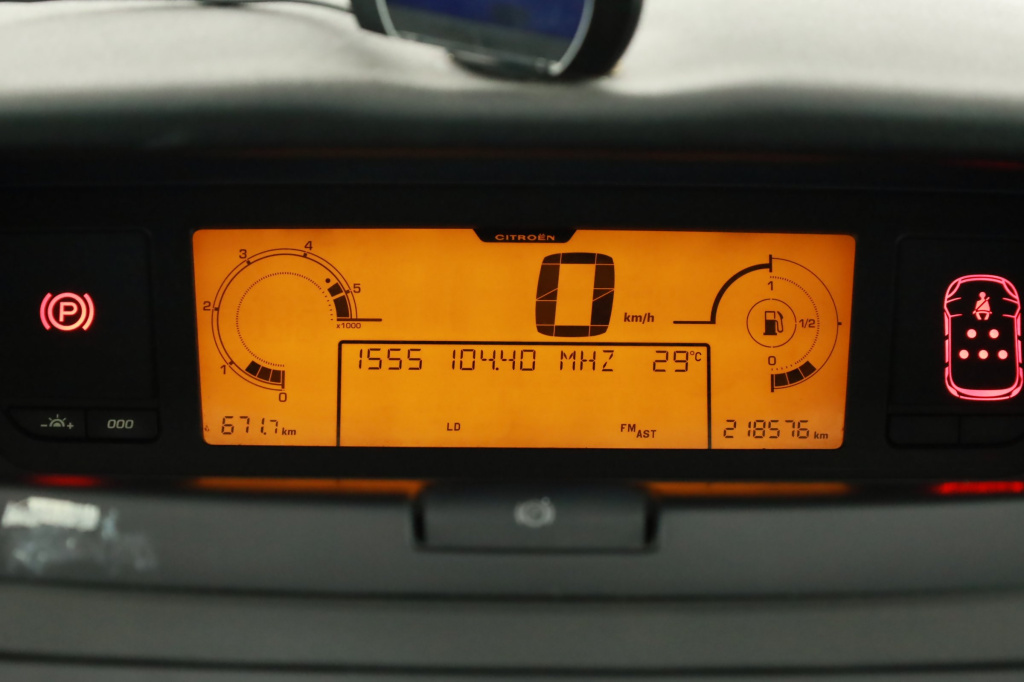 CITROËN
4
3
5
2
x1000
1
0
0
km/h
1
1/2
0
P
1555 104.40 MHZ 29°C
671.7 km
LD
FM AST
218576 km
- +
000